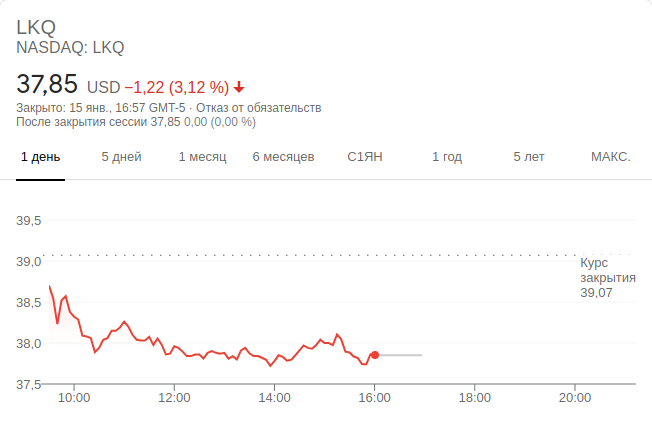 LKQ
NASDAQ: LKQ
37,85 USD −1,22 (3,12 %)
Закрыто: 15 янв., 16:57 GMT-5 · Отказ от обязательств
После закрытия сессии 37,85 0,00 (0,00 %)
1 день 5 дней 1 месяц 6 месяцев С1ЯН 1 год 5 лет МАКС.
39,5
39,0
38,5
38,0
37,5
Курс
закрытия
39,07
10:00 12:00 14:00 16:00 18:00 20:00